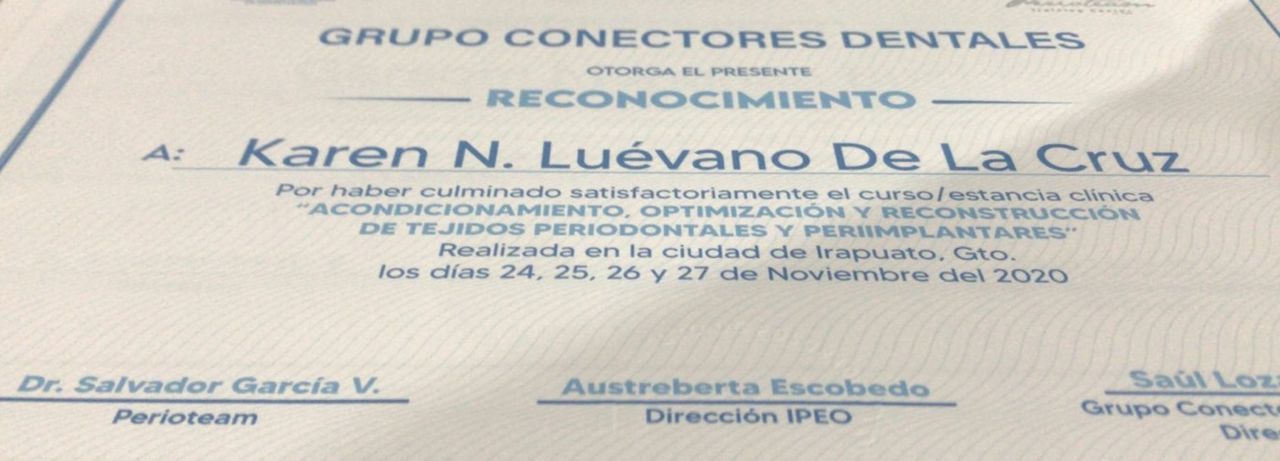 GRUPO CONECTORES DENTALES
OTORGA EL PRESENTE
RECONOCIMIENTO
A: Karen N. Luévano De La Cruz
Por haber culminado satisfactoriamente el curso/estancia clínica
"ACONDICIONAMIENTO, OPTIMIZACIÓN Y RECONSTRUCCIÓN
DE TEJIDOS PERIODONTALES Y PERIIMPLANTARES"
Realizada en la ciudad de Irapuato, Gto.
los días 24, 25, 26 y 27 de Noviembre del 2020
Dr. Salvador García V.
Perioteam
Austreberta Escobedo
Dirección IPEO
Saúl
Grupo